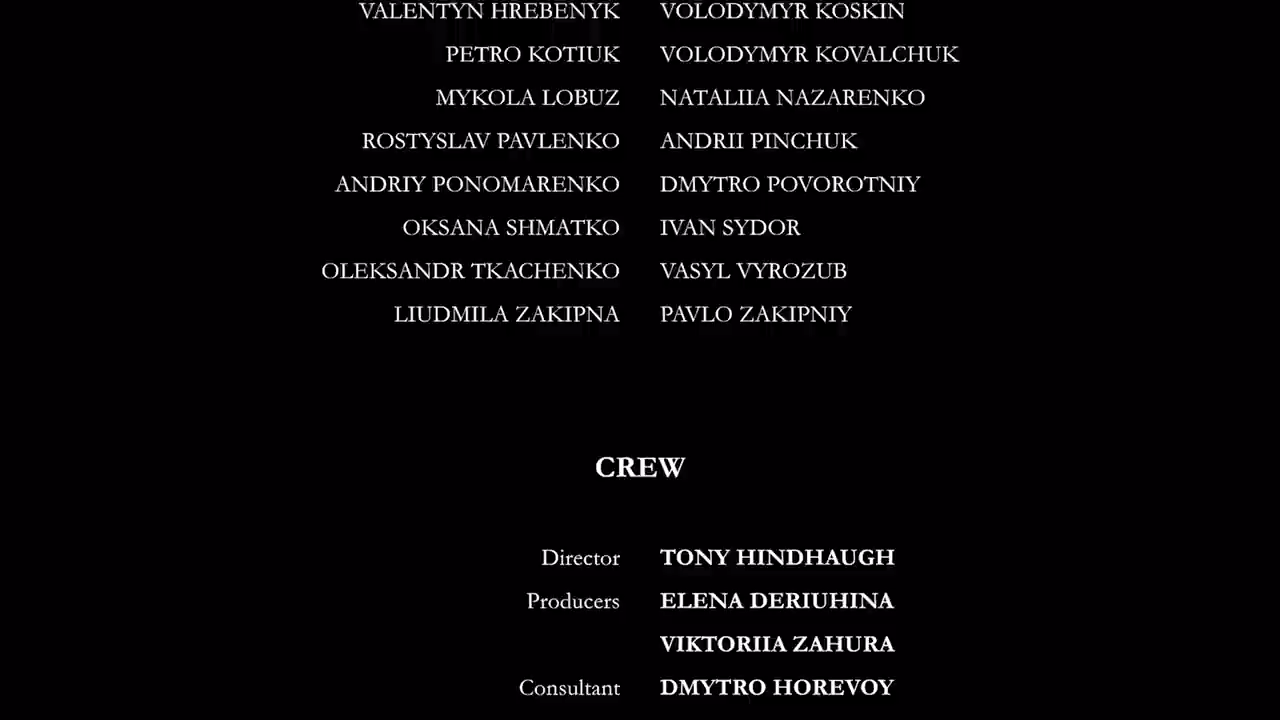 VALENTYN HREBENYK VOLODYMYR KOSKIN
PETRO KOTIUK VOLODYMYR KOVALCHUK
MYKOLA LOBUZ NATALIIA NAZARENKO
ROSTYSLAV PAVLENKO ANDRII PINCHUK
ANDRIY PONOMARENKO DMYTRO POVOROTNIY
OKSANA SHMATKO IVAN SYDOR
OLEKSANDR TKACHENKO VASYL VYROZUB
LIUDMILA ZAKIPNA PAVLO ZAKIPNIY
CREW
Director TONY HINDHAUGH
Producers ELENA DERIUHINA
VIKTORIIA ZAHURA
Consultant DMYTRO HOREVOY